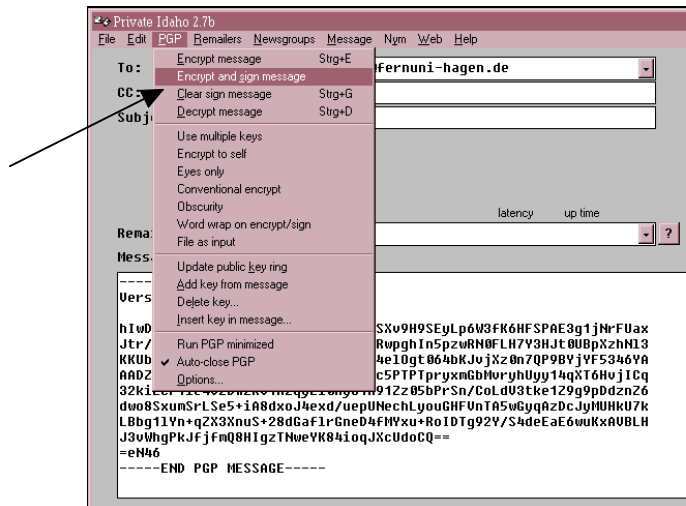 Private Idaho 2.7b
File Edit PGP Remailers Newsgroups Message Nym Web Help
To: @fernuni-hagen.de
CC:
Subj
Encrypt message Strg+E
Encrypt and sign message
Clear sign message Strg+G
Decrypt message Strg+D
Use multiple keys
Encrypt to self
Eyes only
Conventional encrypt
Obscurity
Word wrap on encrypt/sign
File as input
Update public key ring
Add key from message
Delete key...
Insert key in message...
Run PGP minimized
Auto-close PGP
Options...
latency up time
Rema
?
Mess
Vers
hIwD SXv9H9SEyLp6W3fK6HFSPAE3g1jNrFUax
Jtr/ RwpghIn5pzwRN0FLH7Y3HJt0UBpXzhNl3
KKUb 4elOgt064bKJvjXz0n7QP9BYjYF5346YA
AADZ c5PTPTpryxmGbMvryhUyy14qXT6HvjICq
91Zz05bPrSn/CoLdV3tke1Z9g9pDdznZ6
dwo8SxumSrLSe5+iA8dxoJ4exd/uepUNechLyouGHFVnTA5wGyqAzDcJyMUHkU7k
LBbg1lYn+qZX3XnuS+28dGaflrGneD4fMYxu+RoIDTg92Y/S4deEaE6wuKxAVBLH
J3vWhgPkJFjfmQ8HIgzTNweYK84ioqJXcUdoCQ==
=eN46
-----END PGP MESSAGE-----